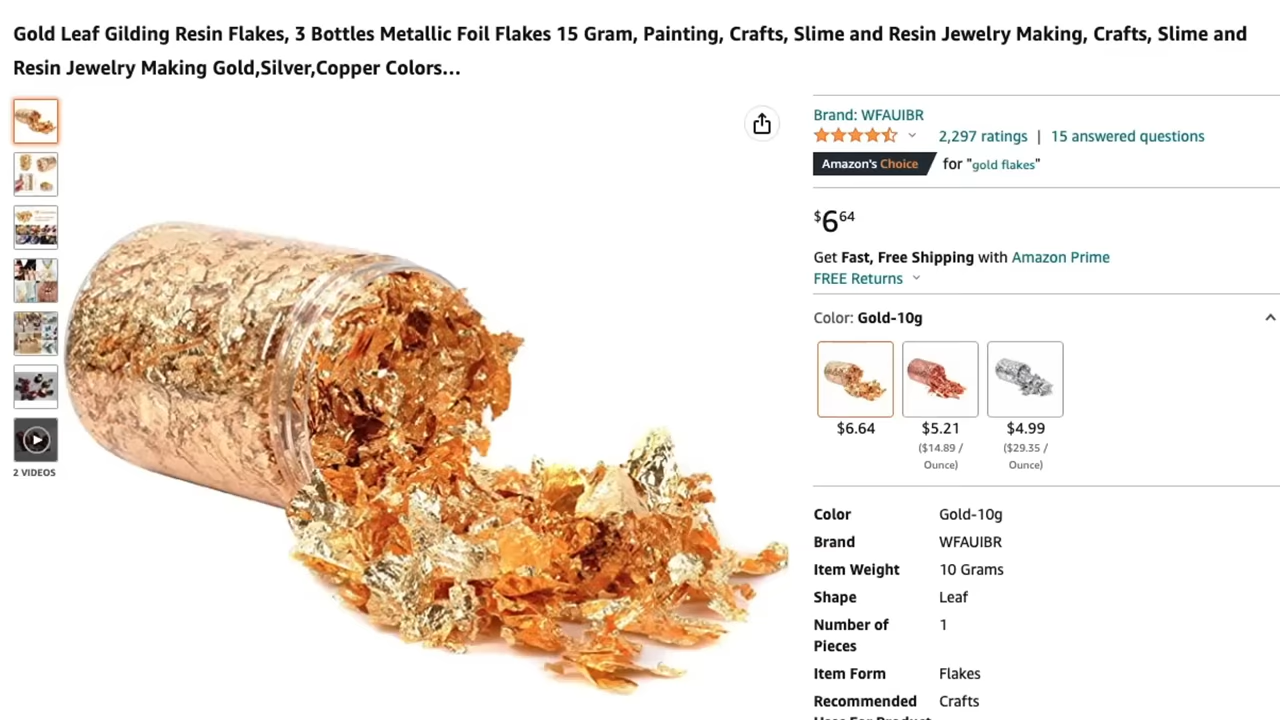 Gold Leaf Gilding Resin Flakes, 3 Bottles Metallic Foil Flakes 15 Gram, Painting, Crafts, Slime and Resin Jewelry Making, Crafts, Slime and
Resin Jewelry Making Gold,Silver,Copper Colors...
Brand: WFAUIBR
2,297 ratings | 15 answered questions
Amazon's Choice for "gold flakes"
$6.64
Get Fast, Free Shipping with Amazon Prime
FREE Returns
Color: Gold-10g
$6.64 $5.21 $4.99
($14.89 / ($29.35 /
Ounce) Ounce)
2 VIDEOS
Color Gold-10g
Brand WFAUIBR
Item Weight 10 Grams
Shape Leaf
Number of 1
Pieces
Item Form Flakes
Recommended Crafts
Uses For Product